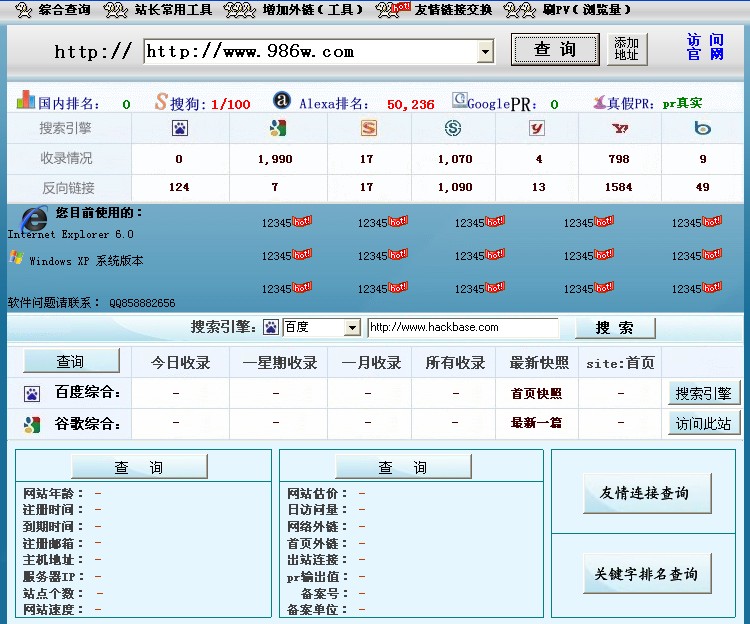 综合查询 站长常用工具 增加外链(工具) hot! 友情链接交换 刷PV(浏览量)
http:// http://www.986w.com 查 询 添加地址 访问官网
国内排名: 0 搜狗: 1/100 Alexa排名: 50,236 GooglePR: 0 真假PR: pr真实
搜索引擎
收录情况 0 1,990 17 1,070 4 798 9
反向链接 124 7 17 1,090 13 1584 49
您目前使用的: 12345 hot! 12345 hot! 12345 hot! 12345 hot! 12345 hot!
Internet Explorer 6.0
Windows XP 系统版本 12345 hot! 12345 hot! 12345 hot! 12345 hot! 12345 hot!
12345 hot! 12345 hot! 12345 hot! 12345 hot! 12345 hot!
软件问题请联系: QQ858882656
搜索引擎: 百度 http://www.hackbase.com 搜 索
查询 今日收录 一星期收录 一月收录 所有收录 最新快照 site:首页
百度综合: - - - - 首页快照 - 搜索引擎
谷歌综合: - - - - 最新一篇 - 访问此站
查 询
网站年龄: -
注册时间: -
到期时间: -
注册邮箱: -
主机地址: -
服务器IP: -
站点个数: -
网站速度: -
查 询
网站估价: -
日访问量: -
网络外链: -
首页外链: -
出站连接: -
pr输出值: -
备案号: -
备案单位: -
友情连接查询
关键字排名查询